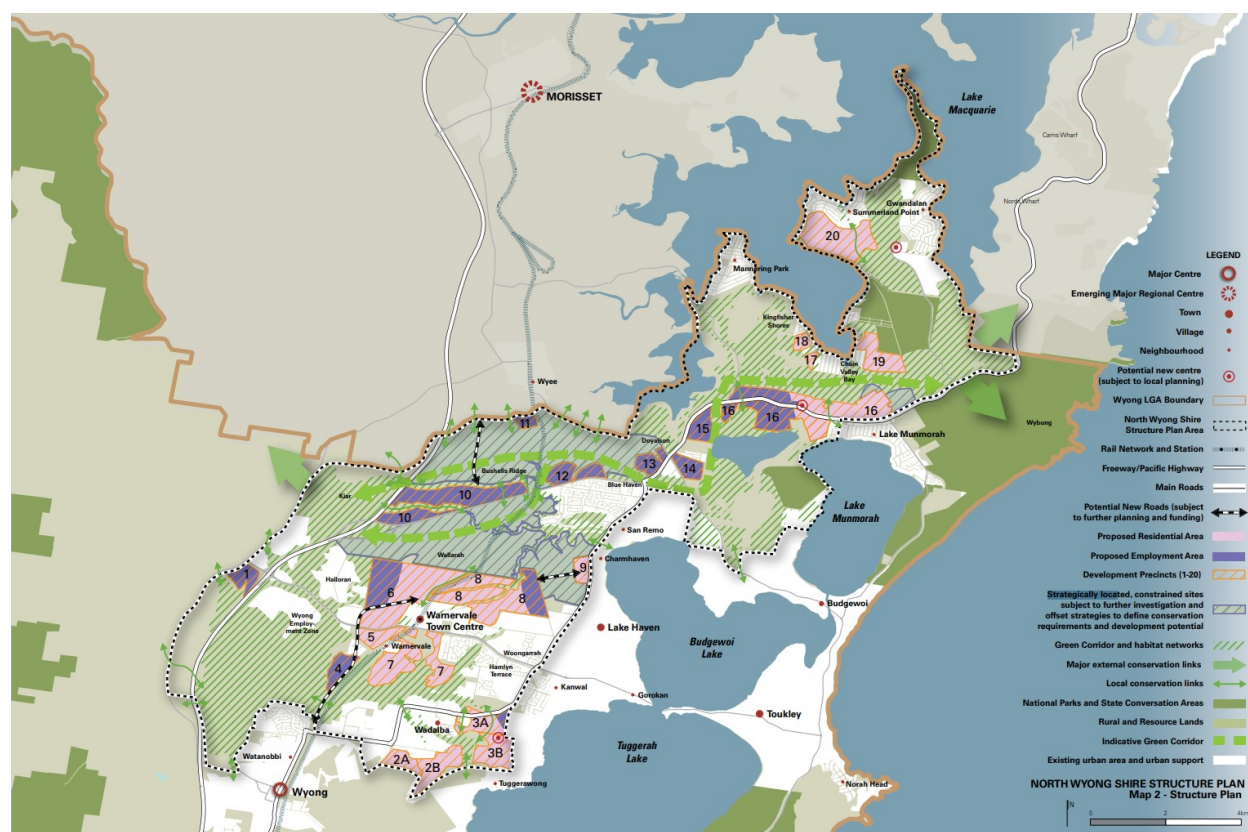 MORISSET
Lake
Macquarie
Cams Wharf
Nords Wharf
Gwandalan
Summerland Point
20
Mannering Park
Kingfisher
Shores
18
17
Chain
Valley
Bay
19
Wyee
11
Doyalson
15
16
16
16
Lake Munmorah
Wybung
Bushells Ridge
13
14
12
Blue Haven
Kiar
10
10
Lake
Munmorah
San Remo
Wallarah
Charmhaven
1
Halloran
6
8
8
8
9
Wyong
Employ-
ment Zone
Warnervale
Town Centre
Budgewoi
5
Warnervale
Lake Haven
Budgewoi
Lake
4
7
7
Woongarrah
Hamlyn
Terrace
Kanwal
Gorokan
Toukley
3A
Wadalba
3B
2A
2B
Tuggerah
Lake
Watanobbi
Tuggerawong
Wyong
Norah Head
LEGEND
Major Centre
Emerging Major Regional Centre
Town
Village
Neighbourhood
Potential new centre
(subject to local planning)
Wyong LGA Boundary
North Wyong Shire
Structure Plan Area
Rail Network and Station
Freeway/Pacific Highway
Main Roads
Potential New Roads (subject
to further planning and funding)
Proposed Residential Area
Proposed Employment Area
Development Precincts (1-20)
Strategically located, constrained sites
subject to further investigation and
offset strategies to define conservation
requirements and development potential
Green Corridor and habitat networks
Major external conservation links
Local conservation links
National Parks and State Conversation Areas
Rural and Resource Lands
Indicative Green Corridor
Existing urban area and urban support
NORTH WYONG SHIRE STRUCTURE PLAN
Map 2 - Structure Plan
N
0 2 4km